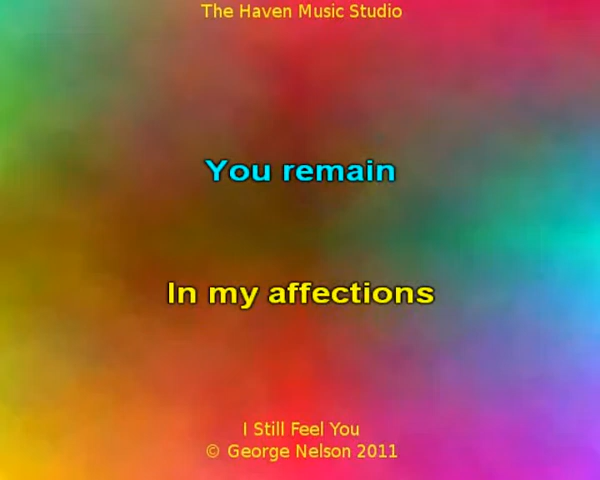 The Haven Music Studio
You remain
In my affections
I Still Feel You
© George Nelson 2011